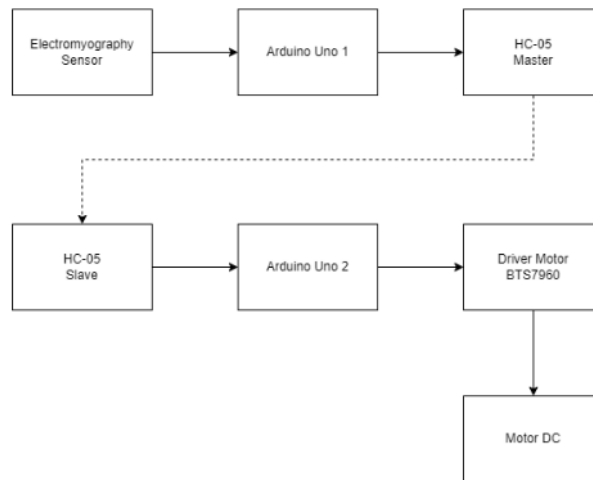 Electromyography
Sensor
Arduino Uno 1
HC-05
Master
HC-05
Slave
Arduino Uno 2
Driver Motor
BTS7960
Motor DC